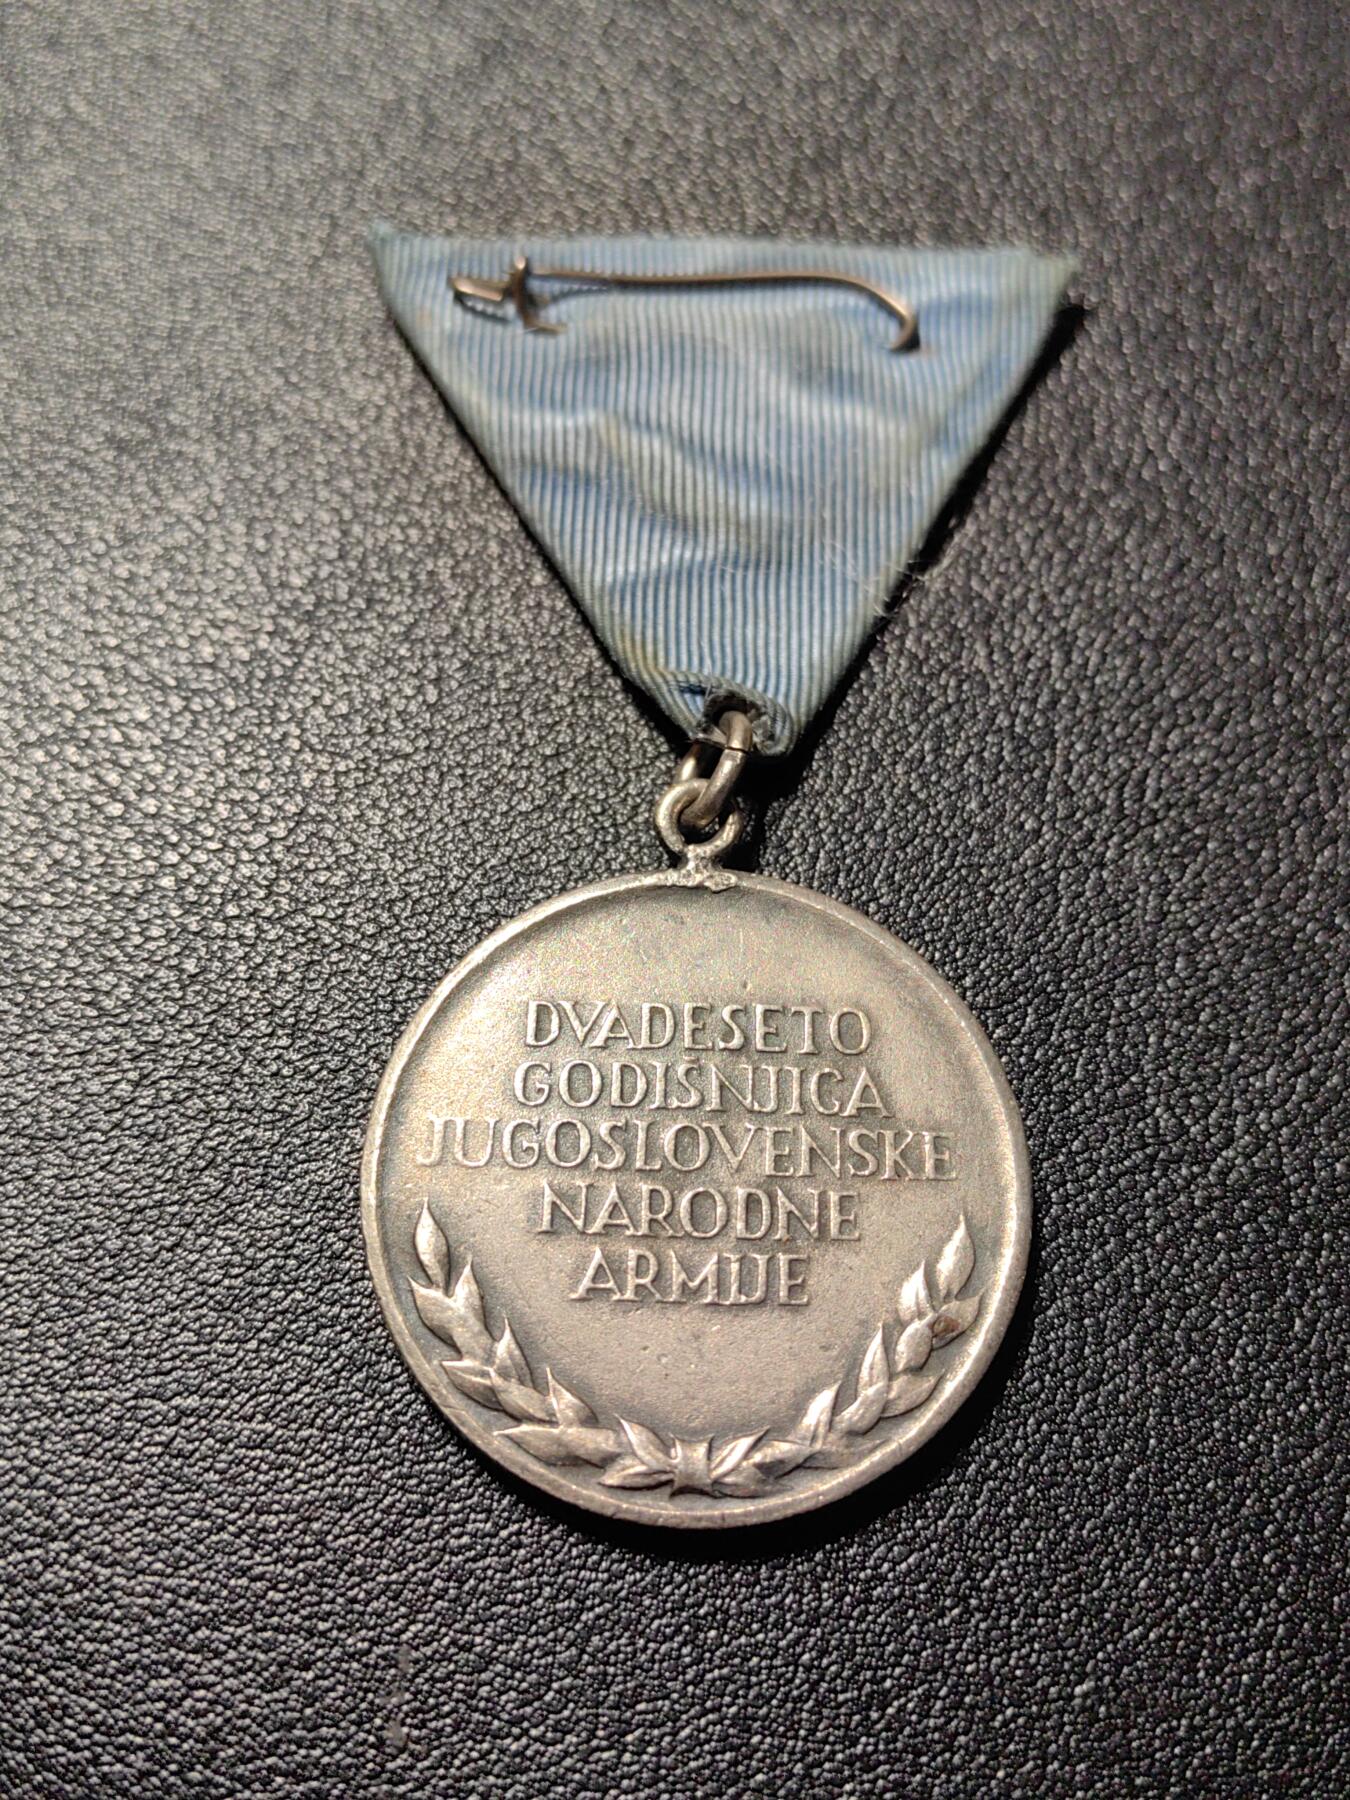 DVADESETO
GODIŠNJICA
JUGOSLOVENSKE
NARODNE
ARMIJE